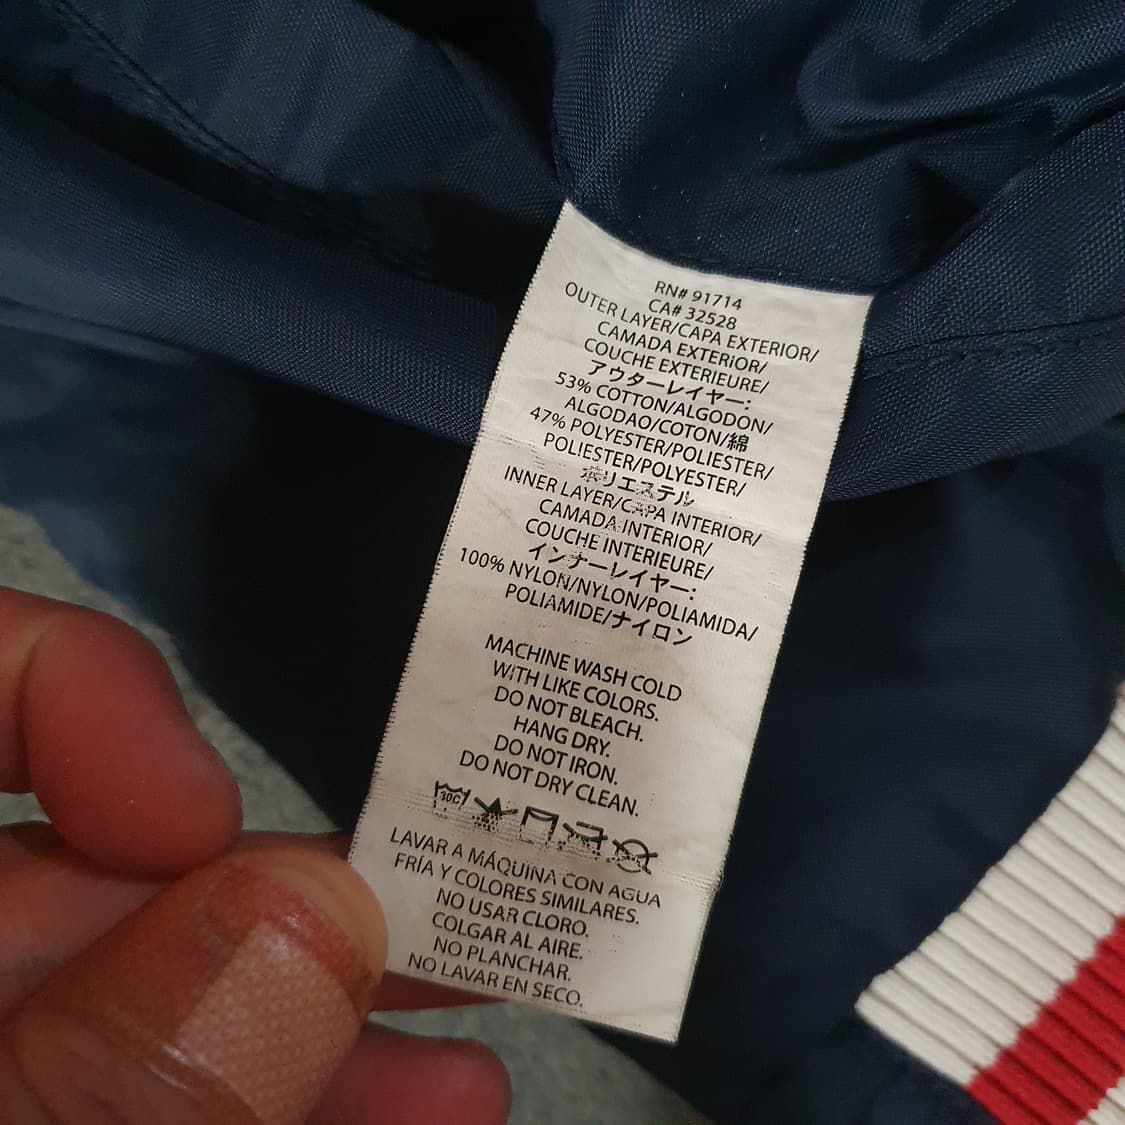 RN# 91714
CA# 32528
OUTER LAYER/CAPA EXTERIOR/
CAMADA EXTERIOR/
COUCHE EXTERIEURE/
アウターレイヤー:
53% COTTON/ALGODON/
ALGODAO/COTON/綿
47% POLYESTER/POLIESTER/
POLIESTER/POLYESTER/
ポリエステル
INNER LAYER/CAPA INTERIOR/
CAMADA INTERIOR/
COUCHE INTERIEURE/
インナーレイヤー:
100% NYLON/NYLON/POLIAMIDA/
POLIAMIDE/ナイロン
MACHINE WASH COLD
WITH LIKE COLORS.
DO NOT BLEACH.
HANG DRY.
DO NOT IRON.
DO NOT DRY CLEAN.
30C
LAVAR A MÁQUINA CON AGUA
FRÍA Y COLORES SIMILARES.
NO USAR CLORO.
COLGAR AL AIRE.
NO PLANCHAR.
NO LAVAR EN SECO.